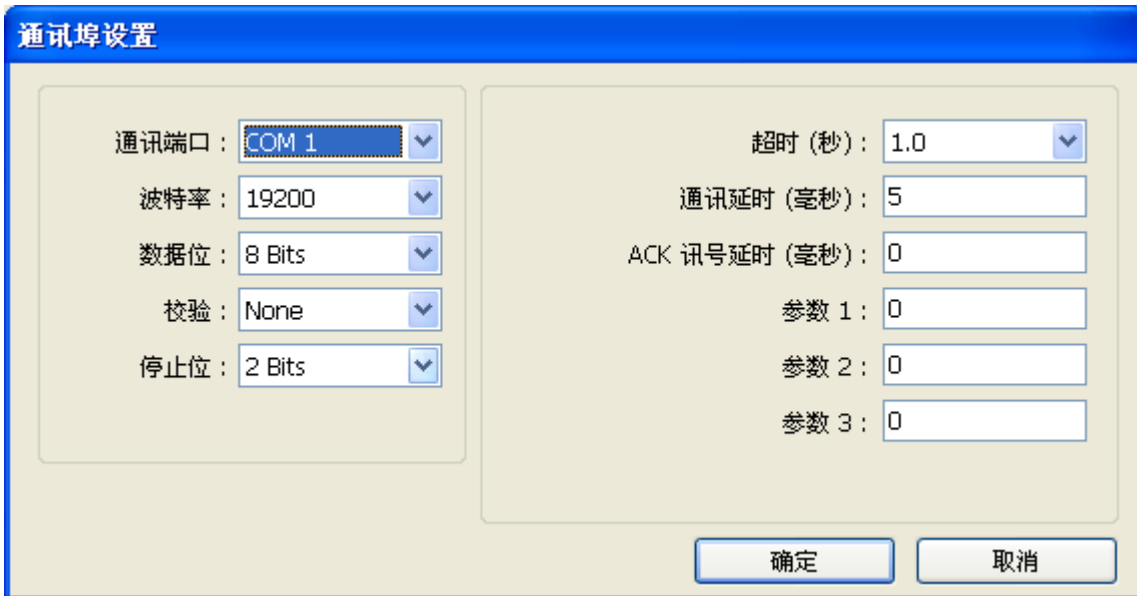 通讯埠设置
通讯端口： COM 1
波特率： 19200
数据位： 8 Bits
校验： None
停止位： 2 Bits
超时 (秒)： 1.0
通讯延时 (毫秒)： 5
ACK 讯号延时 (毫秒)： 0
参数 1： 0
参数 2： 0
参数 3： 0
确定 取消